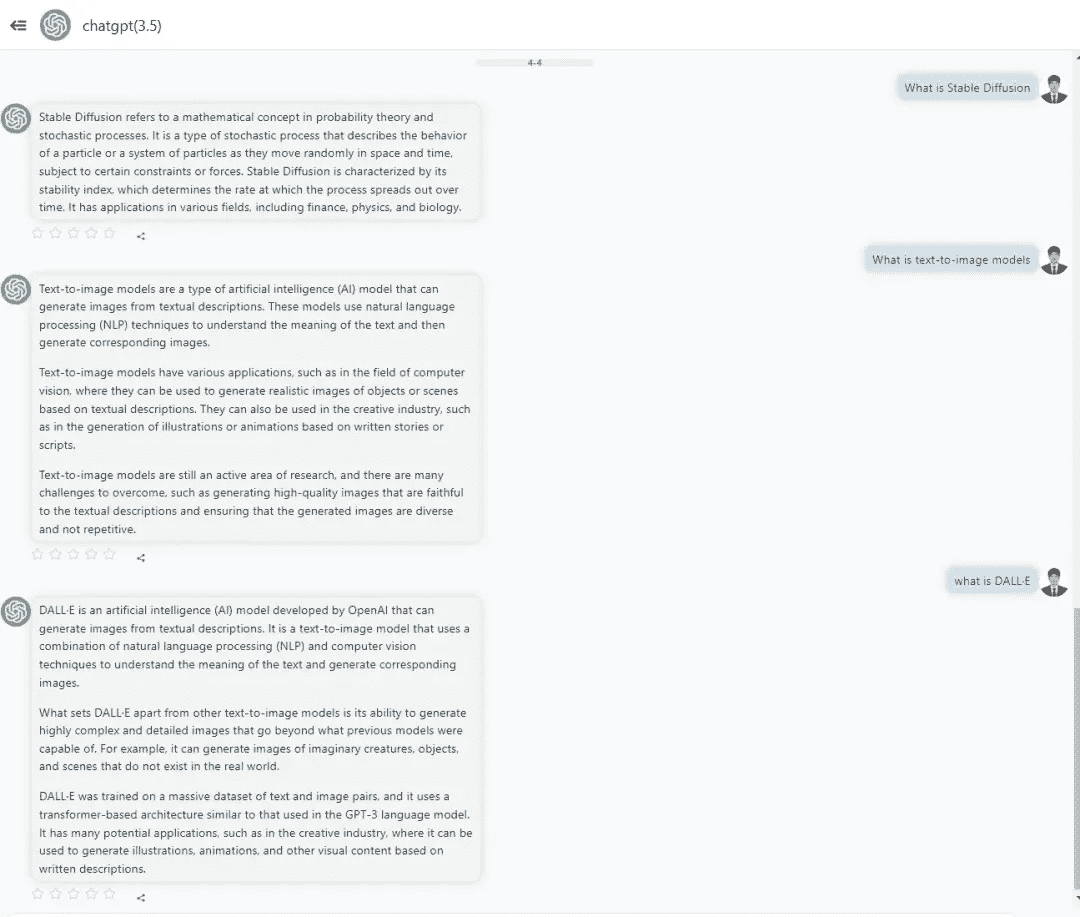 chatgpt(3.5)
4-4
What is Stable Diffusion
Stable Diffusion refers to a mathematical concept in probability theory and
stochastic processes. It is a type of stochastic process that describes the behavior
of a particle or a system of particles as they move randomly in space and time,
subject to certain constraints or forces. Stable Diffusion is characterized by its
stability index, which determines the rate at which the process spreads out over
time. It has applications in various fields, including finance, physics, and biology.
What is text-to-image models
Text-to-image models are a type of artificial intelligence (AI) model that can
generate images from textual descriptions. These models use natural language
processing (NLP) techniques to understand the meaning of the text and then
generate corresponding images.
Text-to-image models have various applications, such as in the field of computer
vision, where they can be used to generate realistic images of objects or scenes
based on textual descriptions. They can also be used in the creative industry, such
as in the generation of illustrations or animations based on written stories or
scripts.
Text-to-image models are still an active area of research, and there are many
challenges to overcome, such as generating high-quality images that are faithful
to the textual descriptions and ensuring that the generated images are diverse
and not repetitive.
what is DALL·E
DALL·E is an artificial intelligence (AI) model developed by OpenAI that can
generate images from textual descriptions. It is a text-to-image model that uses a
combination of natural language processing (NLP) and computer vision
techniques to understand the meaning of the text and generate corresponding
images.
What sets DALL·E apart from other text-to-image models is its ability to generate
highly complex and detailed images that go beyond what previous models were
capable of. For example, it can generate images of imaginary creatures, objects,
and scenes that do not exist in the real world.
DALL·E was trained on a massive dataset of text and image pairs, and it uses a
transformer-based architecture similar to that used in the GPT-3 language model.
It has many potential applications, such as in the creative industry, where it can be
used to generate illustrations, animations, and other visual content based on
written descriptions.